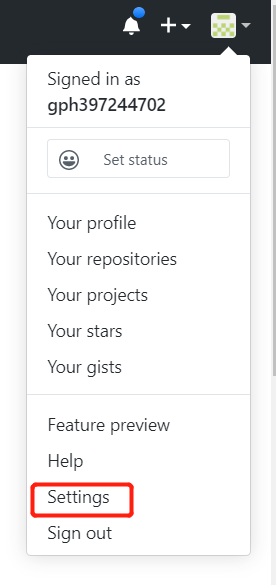 Signed in as
gph397244702
Set status
Your profile
Your repositories
Your projects
Your stars
Your gists
Feature preview
Help
Settings
Sign out